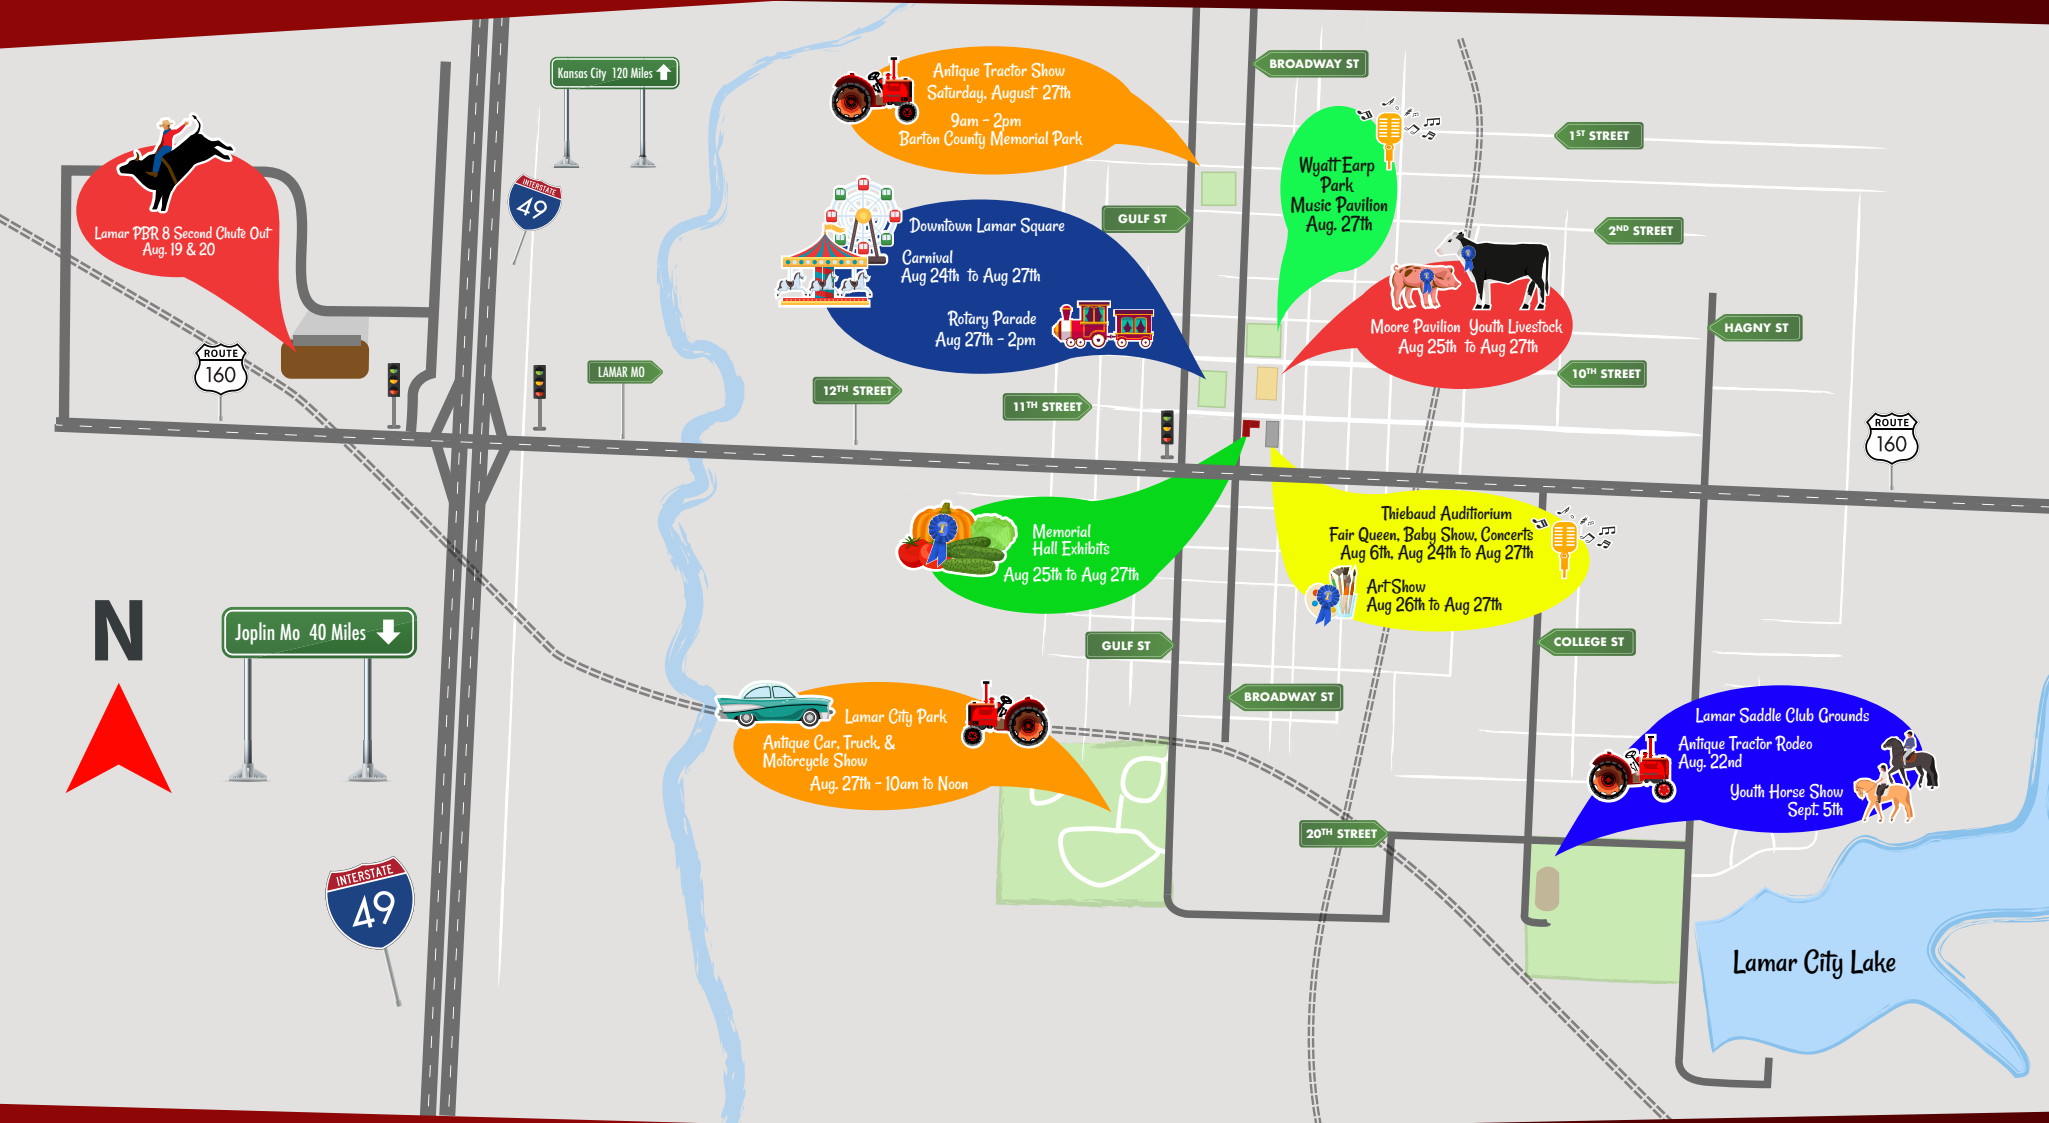 Kansas City 120 Miles
BROADWAY ST
Antique Tractor Show
Saturday, August 27th
9am - 2pm
Barton County Memorial Park
1ST STREET
Wyatt Earp
Park
Music Pavilion
Aug. 27th
INTERSTATE
49
Lamar PBR 8 Second Chute Out
Aug. 19 & 20
GULF ST
2ND STREET
Downtown Lamar Square
Carnival
Aug 24th to Aug 27th
Rotary Parade
Aug 27th - 2pm
Moore Pavilion Youth Livestock
Aug 25th to Aug 27th
HAGNY ST
ROUTE
160
LAMAR MO
12TH STREET
11TH STREET
10TH STREET
ROUTE
160
Memorial
Hall Exhibits
Aug 25th to Aug 27th
Thiebaud Auditiorium
Fair Queen, Baby Show, Concerts
Aug 6th, Aug 24th to Aug 27th
Art Show
Aug 26th to Aug 27th
N
Joplin Mo 40 Miles
GULF ST
COLLEGE ST
BROADWAY ST
Lamar City Park
Antique Car, Truck, &
Motorcycle Show
Aug. 27th - 10am to Noon
Lamar Saddle Club Grounds
Antique Tractor Rodeo
Aug. 22nd
Youth Horse Show
Sept. 5th
20TH STREET
INTERSTATE
49
Lamar City Lake